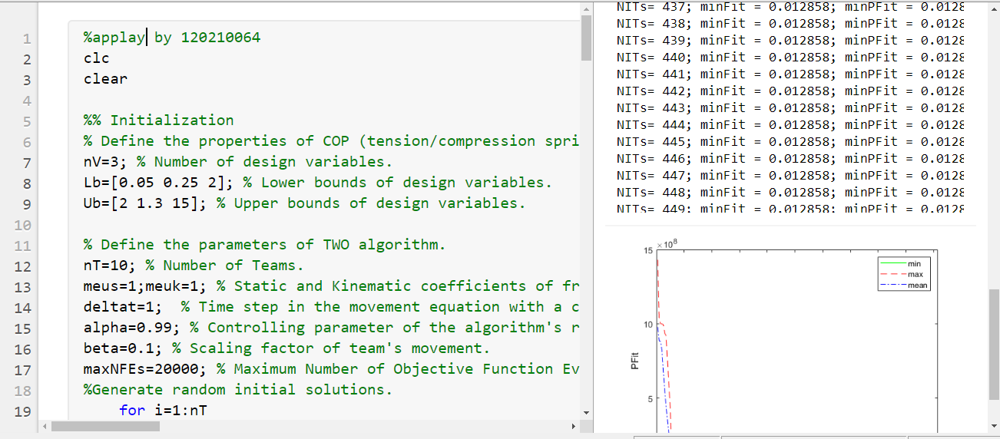 1 %applay by 120210064
2 clc
3 clear
4
5 %% Initialization
6 % Define the properties of COP (tension/compression spri
7 nV=3; % Number of design variables.
8 Lb=[0.05 0.25 2]; % Lower bounds of design variables.
9 Ub=[2 1.3 15]; % Upper bounds of design variables.
10
11 % Define the parameters of TWO algorithm.
12 nT=10; % Number of Teams.
13 meus=1;meuk=1; % Static and Kinematic coefficients of fr
14 deltat=1;  % Time step in the movement equation with a c
15 alpha=0.99; % Controlling parameter of the algorithm's r
16 beta=0.1; % Scaling factor of team's movement.
17 maxNFEs=20000; % Maximum Number of Objective Function Ev
18 %Generate random initial solutions.
19     for i=1:nT
NITs= 437; minFit = 0.012858; minPFit = 0.0128
NITs= 438; minFit = 0.012858; minPFit = 0.0128
NITs= 439; minFit = 0.012858; minPFit = 0.0128
NITs= 440; minFit = 0.012858; minPFit = 0.0128
NITs= 441; minFit = 0.012858; minPFit = 0.0128
NITs= 442; minFit = 0.012858; minPFit = 0.0128
NITs= 443; minFit = 0.012858; minPFit = 0.0128
NITs= 444; minFit = 0.012858; minPFit = 0.0128
NITs= 445; minFit = 0.012858; minPFit = 0.0128
NITs= 446; minFit = 0.012858; minPFit = 0.0128
NITs= 447; minFit = 0.012858; minPFit = 0.0128
NITs= 448; minFit = 0.012858; minPFit = 0.0128
NITs= 449; minFit = 0.012858; minPFit = 0.0128
×10⁸
15
min
max
mean
10
PFit
5